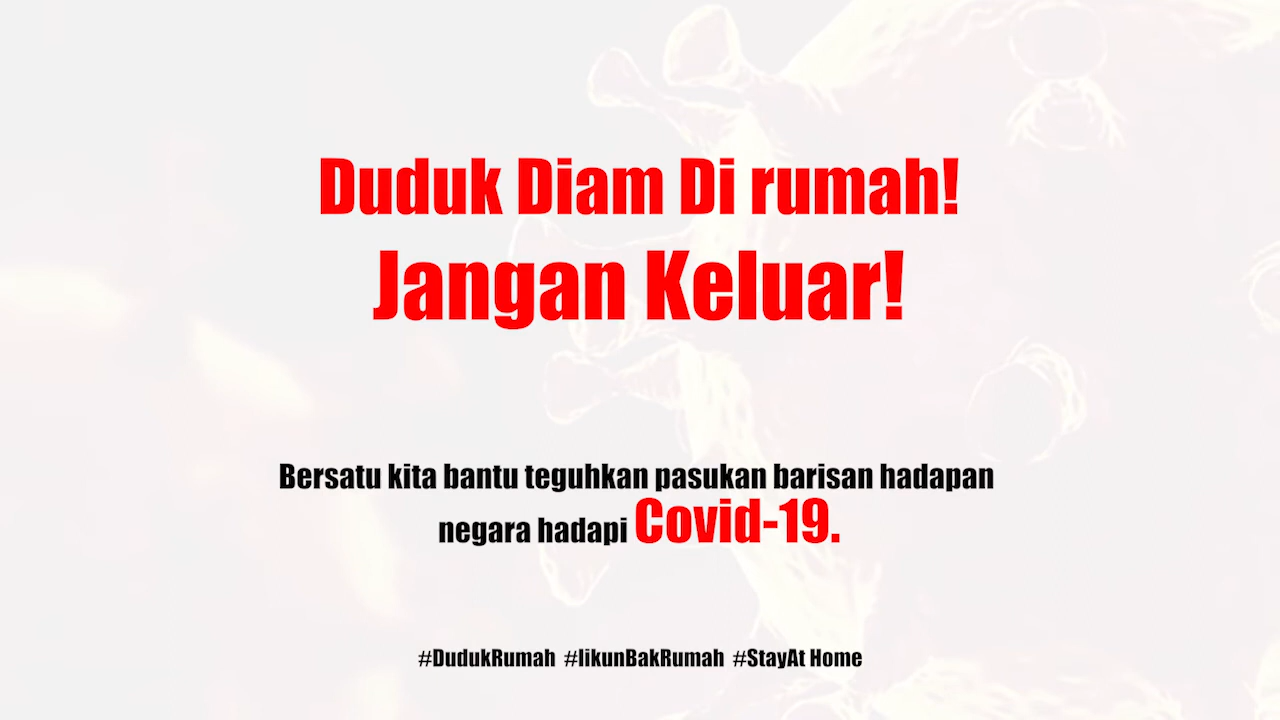 Duduk Diam Di rumah!
Jangan Keluar!
Bersatu kita bantu teguhkan pasukan barisan hadapan
negara hadapi Covid-19.
#DudukRumah #IikunBakRumah #StayAt Home